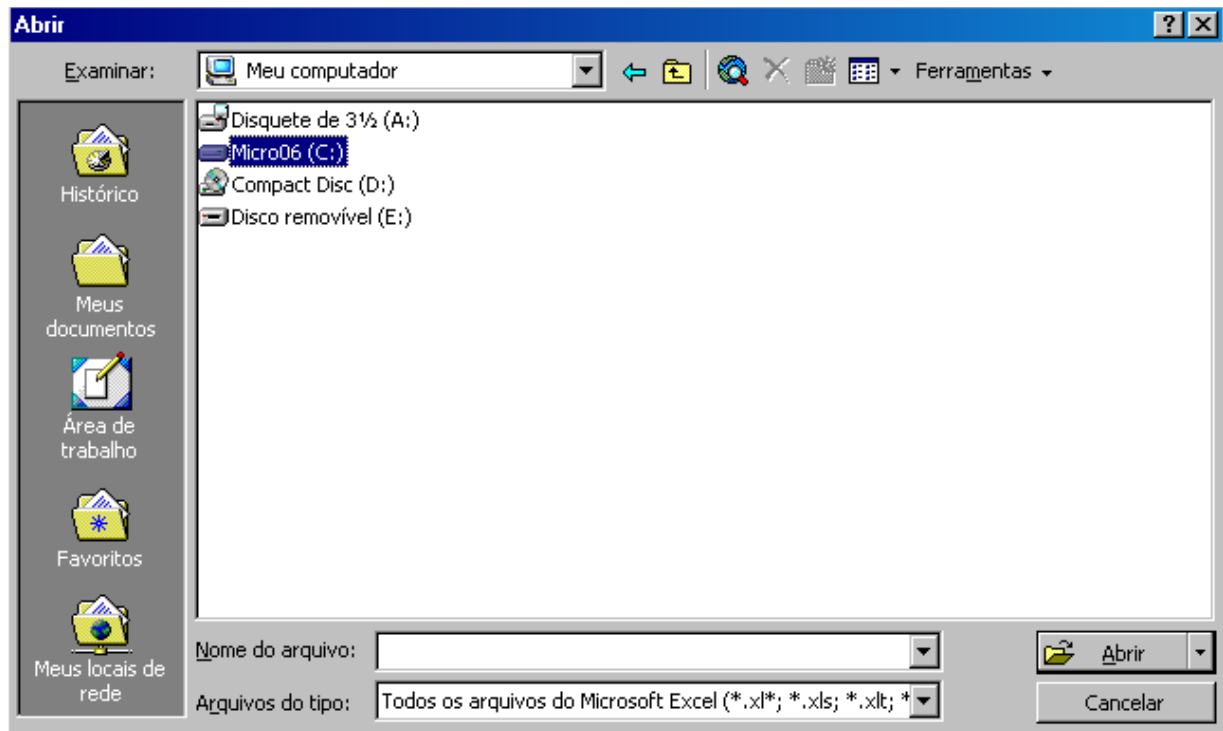 Abrir
Examinar:
Meu computador
Ferramentas
Histórico
Meus
documentos
Área de
trabalho
Favoritos
Meus locais de
rede
Disquete de 3½ (A:)
Micro06 (C:)
Compact Disc (D:)
Disco removível (E:)
Nome do arquivo:
Abrir
Arquivos do tipo:
Todos os arquivos do Microsoft Excel (*.xl*; *.xls; *.xlt; *
Cancelar